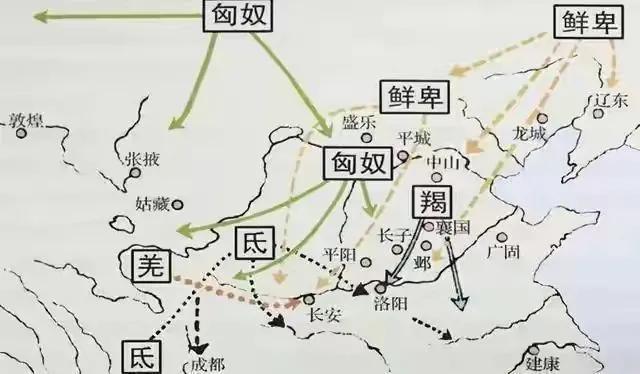 匈奴
鲜卑
鲜卑
敦煌
盛乐
平城
龙城
辽东
张掖
匈奴
中山
姑藏
羯
襄国
氐
长子
邺
广固
羌
平阳
长安
洛阳
氐
成都
建康